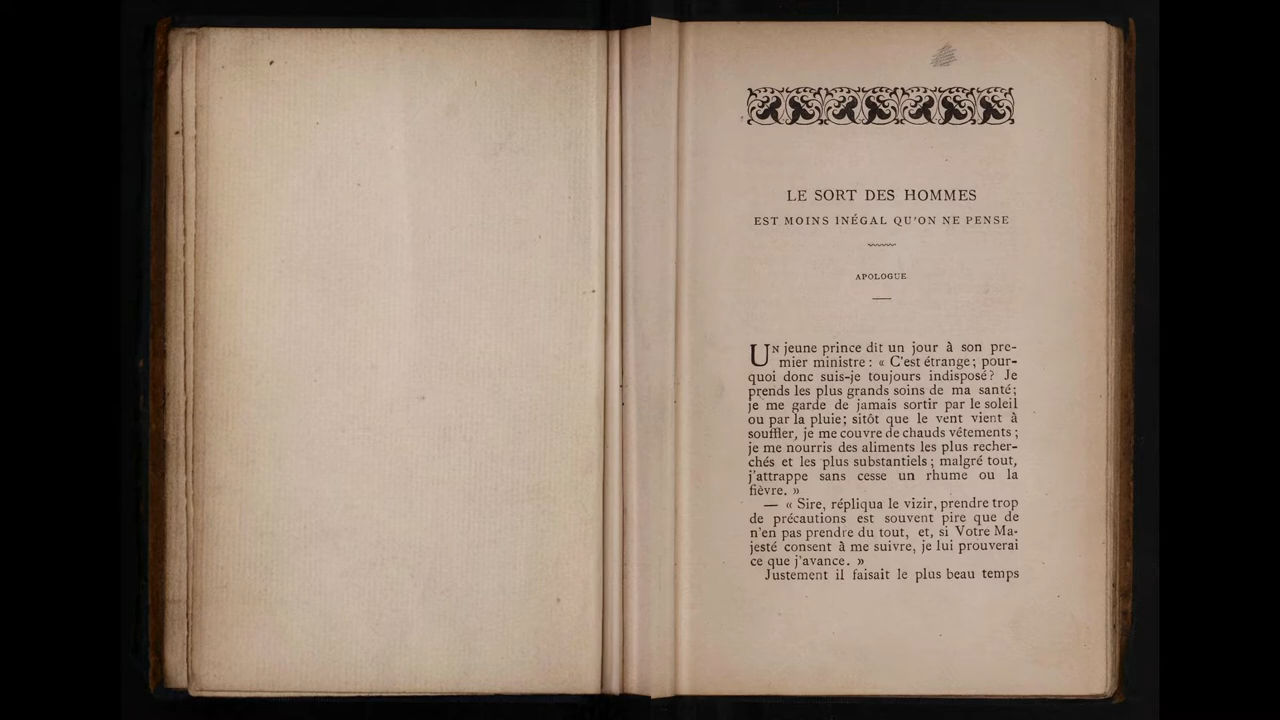 LE SORT DES HOMMES
EST MOINS INÉGAL QU'ON NE PENSE
APOLOGUE
UN jeune prince dit un jour à son pre-
mier ministre : « C'est étrange ; pour-
quoi donc suis-je toujours indisposé? Je
prends les plus grands soins de ma santé;
je me garde de jamais sortir par le soleil
ou par la pluie; sitôt que le vent vient à
souffler, je me couvre de chauds vêtements ;
je me nourris des aliments les plus recher-
chés et les plus substantiels ; malgré tout,
j'attrappe sans cesse un rhume ou la
fièvre. »
— « Sire, répliqua le vizir, prendre trop
de précautions est souvent pire que de
n'en pas prendre du tout, et, si Votre Ma-
jesté consent à me suivre, je lui prouverai
ce que j'avance. »
Justement il faisait le plus beau temps